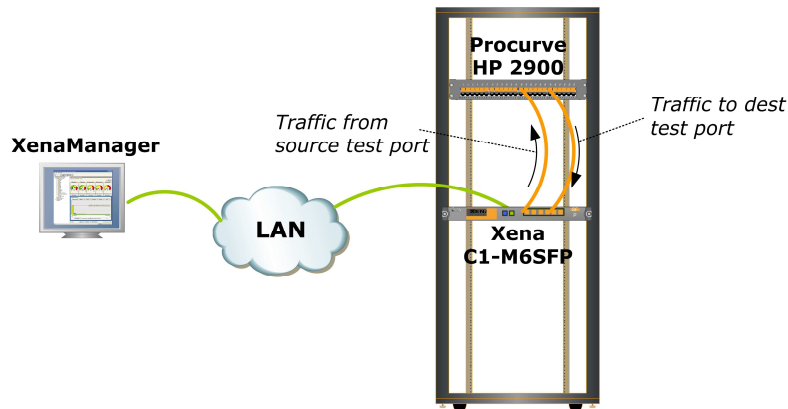 Procurve
HP 2900
Traffic from
source test port
Traffic to dest
test port
XenaManager
LAN
Xena
C1-M6SFP